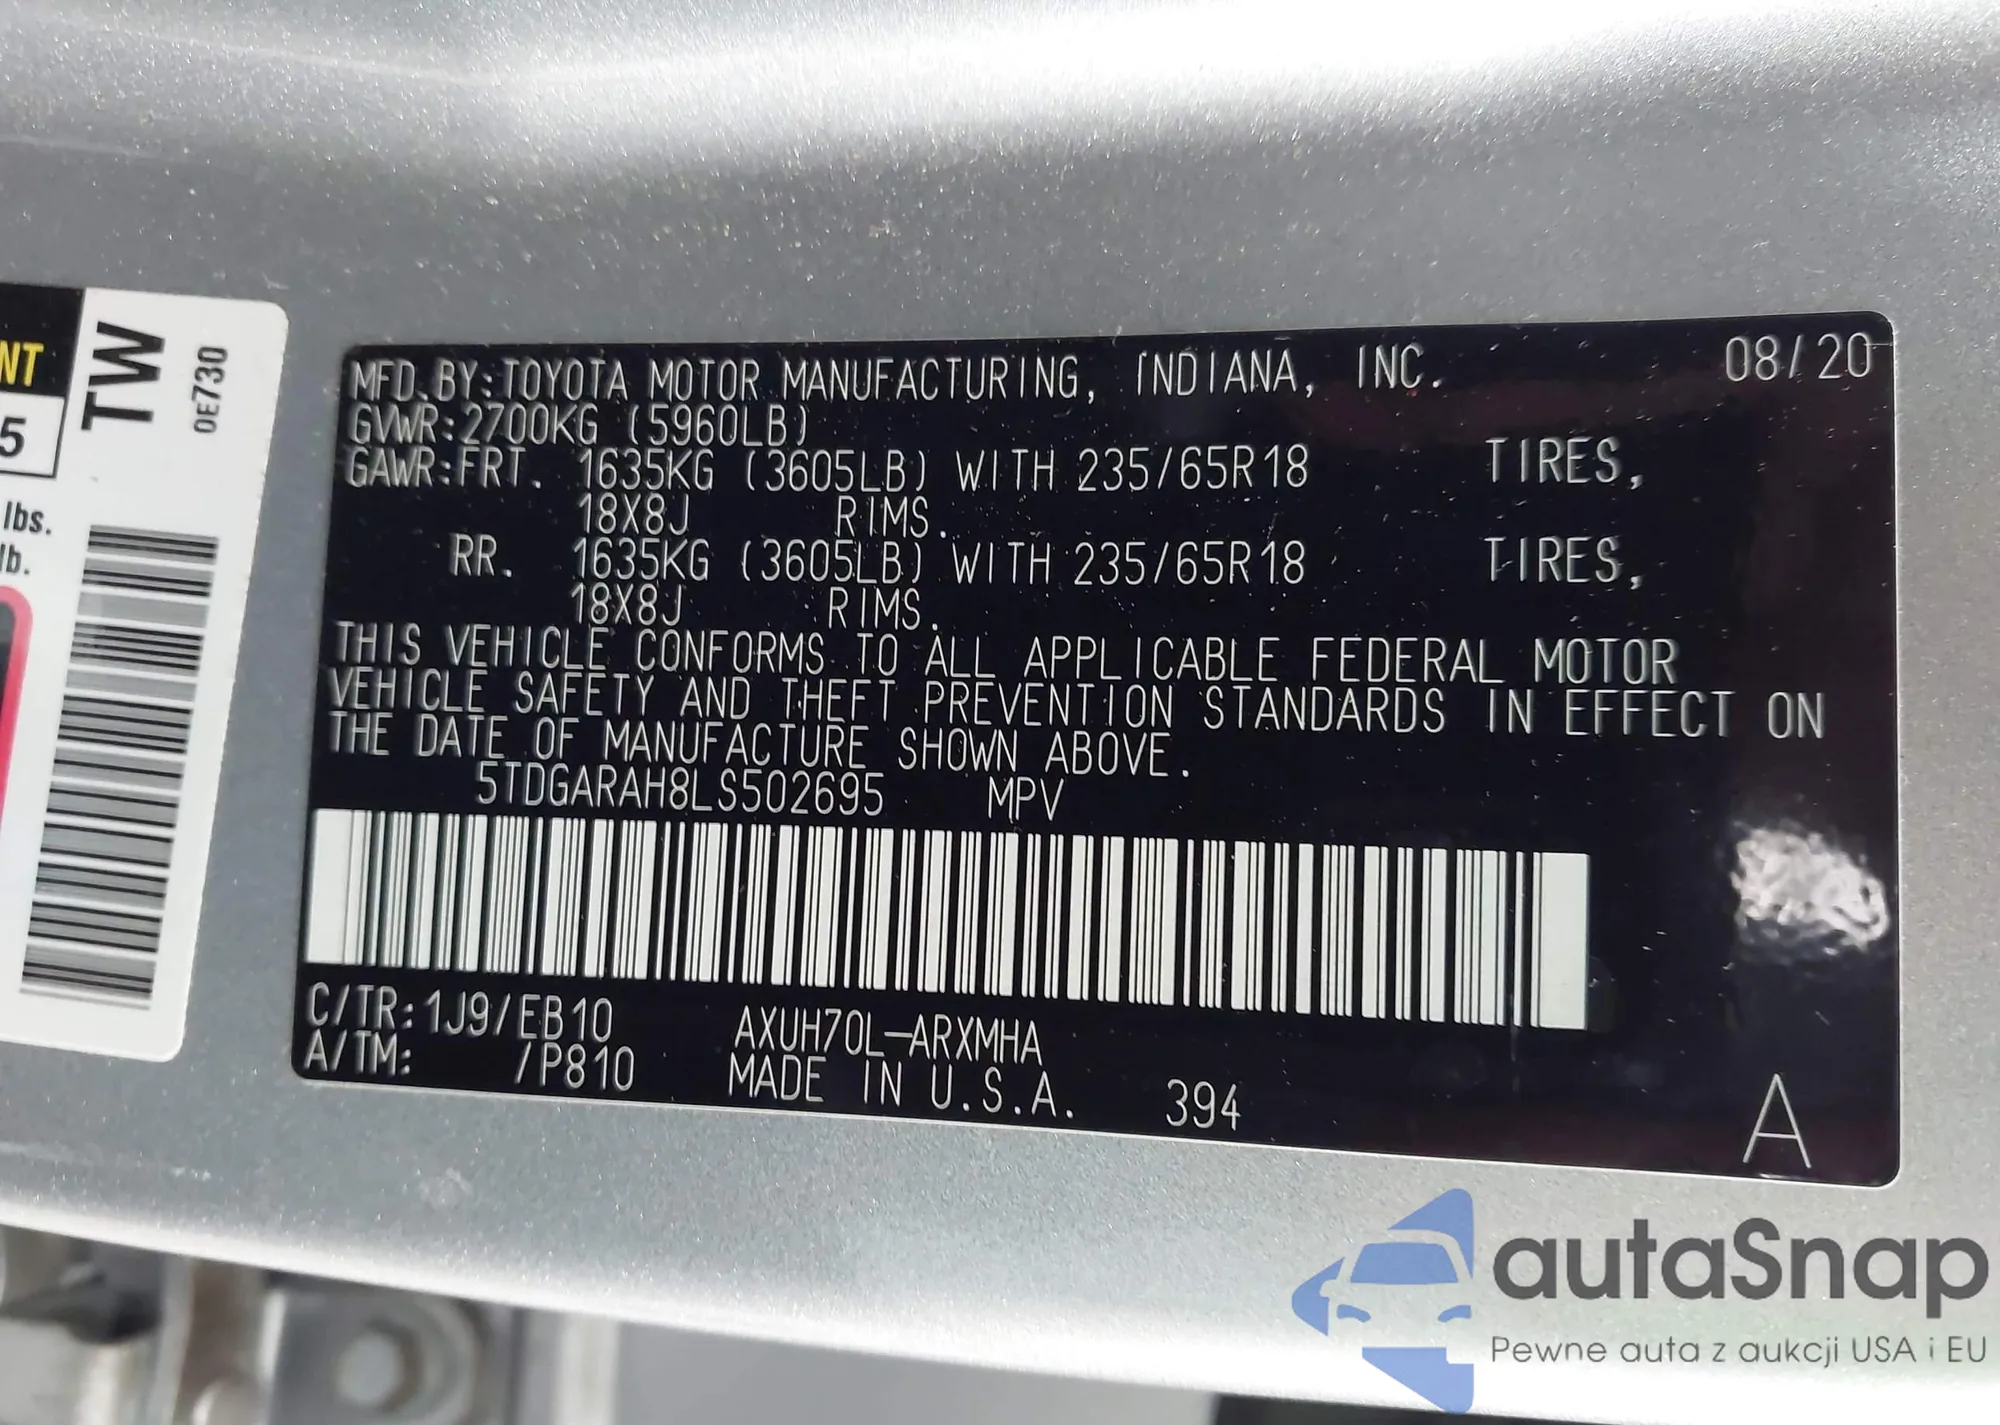 NT
5
lbs.
lb.
TW
0E730
MFD.BY:TOYOTA MOTOR MANUFACTURING, INDIANA, INC. 08/20
GVWR:2700KG (5960LB)
GAWR:FRT. 1635KG (3605LB) WITH 235/65R18 TIRES,
18X8J RIMS.
RR. 1635KG (3605LB) WITH 235/65R18 TIRES,
18X8J RIMS.
THIS VEHICLE CONFORMS TO ALL APPLICABLE FEDERAL MOTOR
VEHICLE SAFETY AND THEFT PREVENTION STANDARDS IN EFFECT ON
THE DATE OF MANUFACTURE SHOWN ABOVE.
5TDGARAH8LS502695 MPV
C/TR:1J9/EB10 AXUH70L-ARXMHA
A/TM: /P810 MADE IN U.S.A. 394 A
autaSnap
Pewne auta z aukcji USA i EU